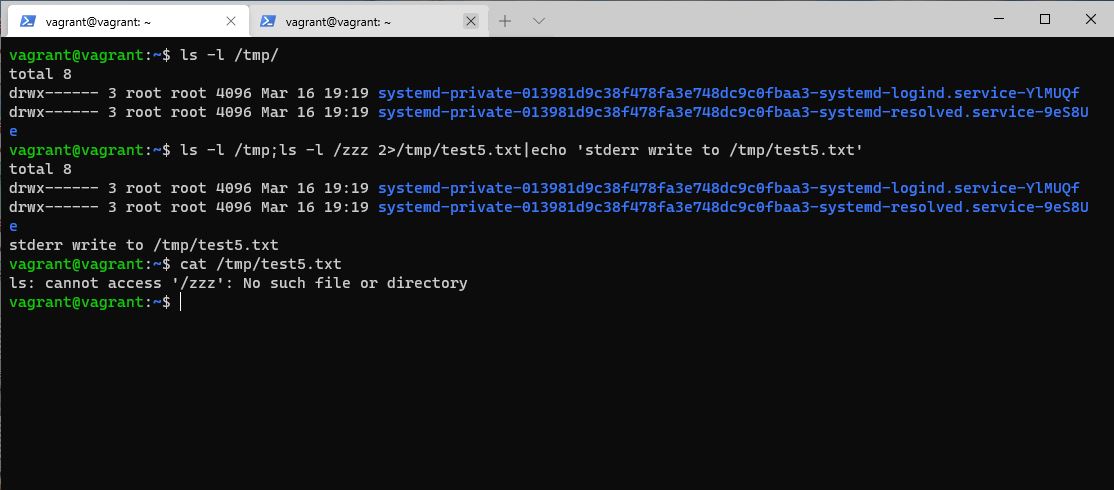 vagrant@vagrant: ~
vagrant@vagrant: ~
vagrant@vagrant:~$ ls -l /tmp/
total 8
drwx------ 3 root root 4096 Mar 16 19:19 systemd-private-013981d9c38f478fa3e748dc9c0fbaa3-systemd-logind.service-YlMUQf
drwx------ 3 root root 4096 Mar 16 19:19 systemd-private-013981d9c38f478fa3e748dc9c0fbaa3-systemd-resolved.service-9eS8U
e
vagrant@vagrant:~$ ls -l /tmp;ls -l /zzz 2>/tmp/test5.txt|echo 'stderr write to /tmp/test5.txt'
total 8
drwx------ 3 root root 4096 Mar 16 19:19 systemd-private-013981d9c38f478fa3e748dc9c0fbaa3-systemd-logind.service-YlMUQf
drwx------ 3 root root 4096 Mar 16 19:19 systemd-private-013981d9c38f478fa3e748dc9c0fbaa3-systemd-resolved.service-9eS8U
e
stderr write to /tmp/test5.txt
vagrant@vagrant:~$ cat /tmp/test5.txt
ls: cannot access '/zzz': No such file or directory
vagrant@vagrant:~$